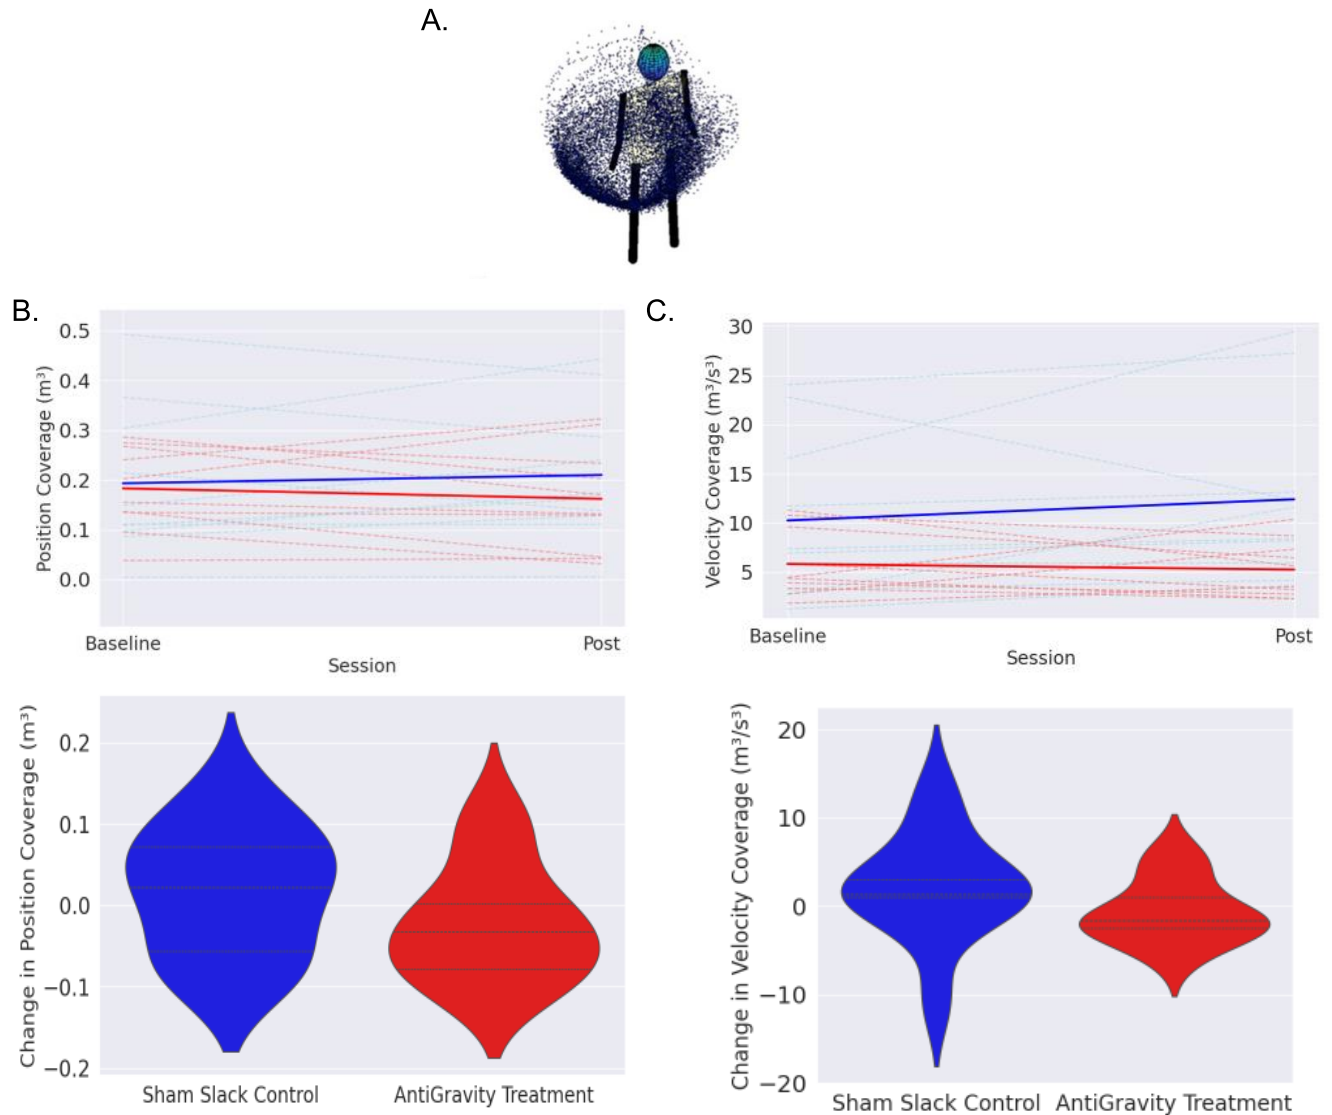 A.
B.
0.5
0.4
0.3
0.2
0.1
0.0
Position Coverage (m³)
Baseline
Post
Session
C.
30
25
20
15
10
5
Velocity Coverage (m³/s³)
Baseline
Post
Session
0.2
0.1
0.0
−0.1
−0.2
Change in Position Coverage (m³)
Sham Slack Control
AntiGravity Treatment
20
10
0
−10
−20
Change in Velocity Coverage (m³/s³)
Sham Slack Control
AntiGravity Treatment